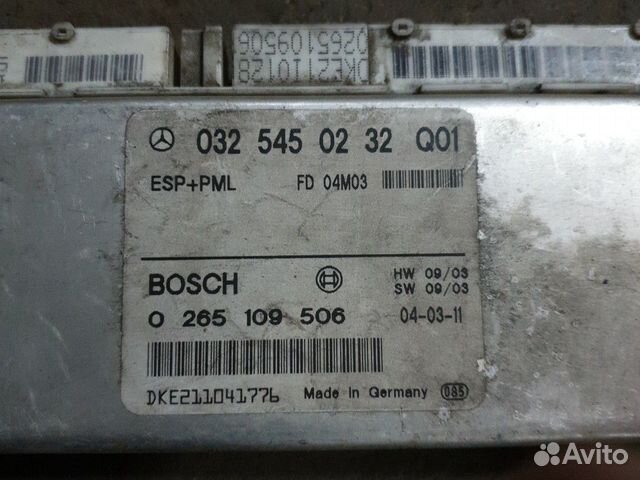 0265109506
DKE2110128
032 545 02 32 Q01
ESP+PML FD 04M03
BOSCH HW 09/03
SW 09/03
0 265 109 506 04-03-11
DKE211041776 Made in Germany 085
Avito